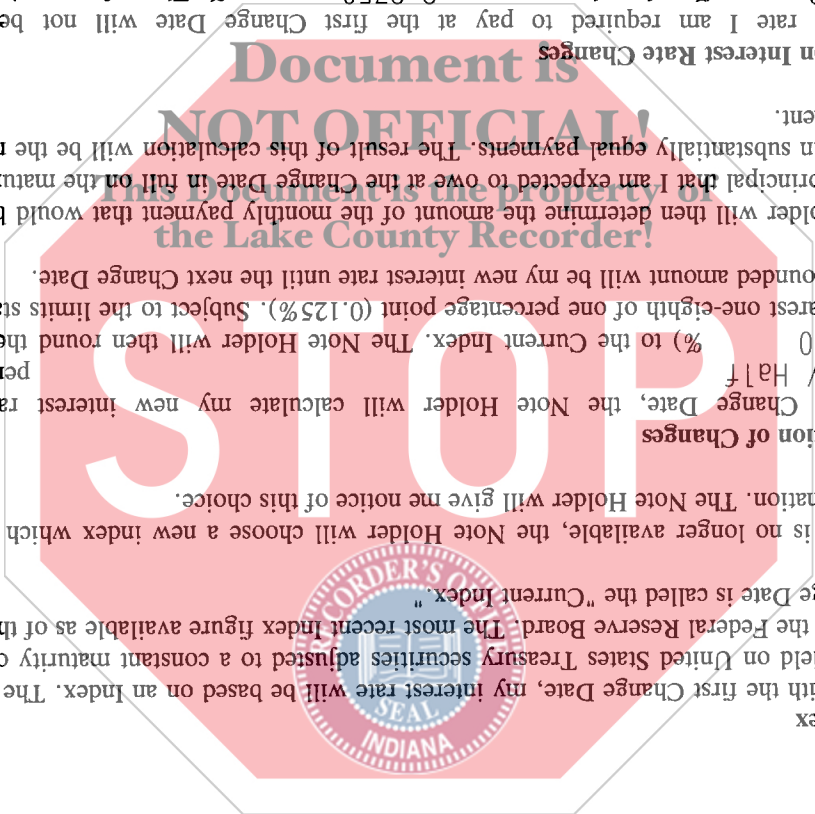 Document is
NOT OFFICIAL!
This Document is the property of
the Lake County Recorder!
STOP
RECORDER'S
SEAL
INDIANA
ex
ith the first Change Date, my interest rate will be based on an Index. The
ield on United States Treasury securities adjusted to a constant maturity
the Federal Reserve Board. The most recent Index figure available as of th
ge Date is called the "Current Index."
is no longer available, the Note Holder will choose a new index which
nation. The Note Holder will give me notice of this choice.
tion of Changes
Change Date, the Note Holder will calculate my new interest ra
Half pe
0 %) to the Current Index. The Note Holder will then round the
arest one-eighth of one percentage point (0.125%). Subject to the limits sta
ounded amount will be my new interest rate until the next Change Date.
older will then determine the amount of the monthly payment that would b
principal that I am expected to owe at the Change Date in full on the matur
n substantially equal payments. The result of this calculation will be the n
ent.
n Interest Rate Changes
rate I am required to pay at the first Change Date will not be